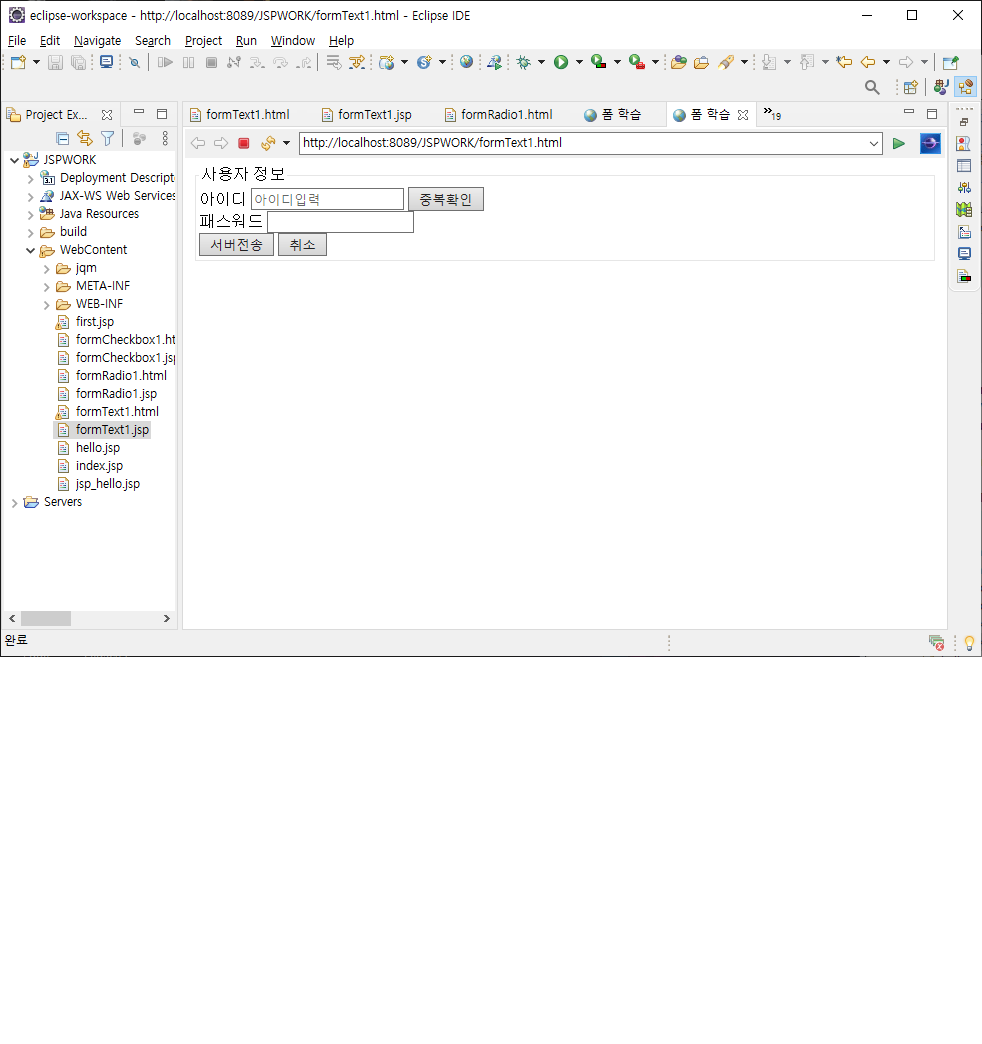 eclipse-workspace - http://localhost:8089/JSPWORK/formText1.html - Eclipse IDE
File Edit Navigate Search Project Run Window Help
Project Ex...
formText1.html formText1.jsp formRadio1.html 폼 학습 폼 학습 »19
http://localhost:8089/JSPWORK/formText1.html
JSPWORK
Deployment Descript
JAX-WS Web Services
Java Resources
build
WebContent
jqm
META-INF
WEB-INF
first.jsp
formCheckbox1.ht
formCheckbox1.jsp
formRadio1.html
formRadio1.jsp
formText1.html
formText1.jsp
hello.jsp
index.jsp
jsp_hello.jsp
Servers
사용자 정보
아이디 아이디입력 중복확인
패스워드
서버전송 취소
완료